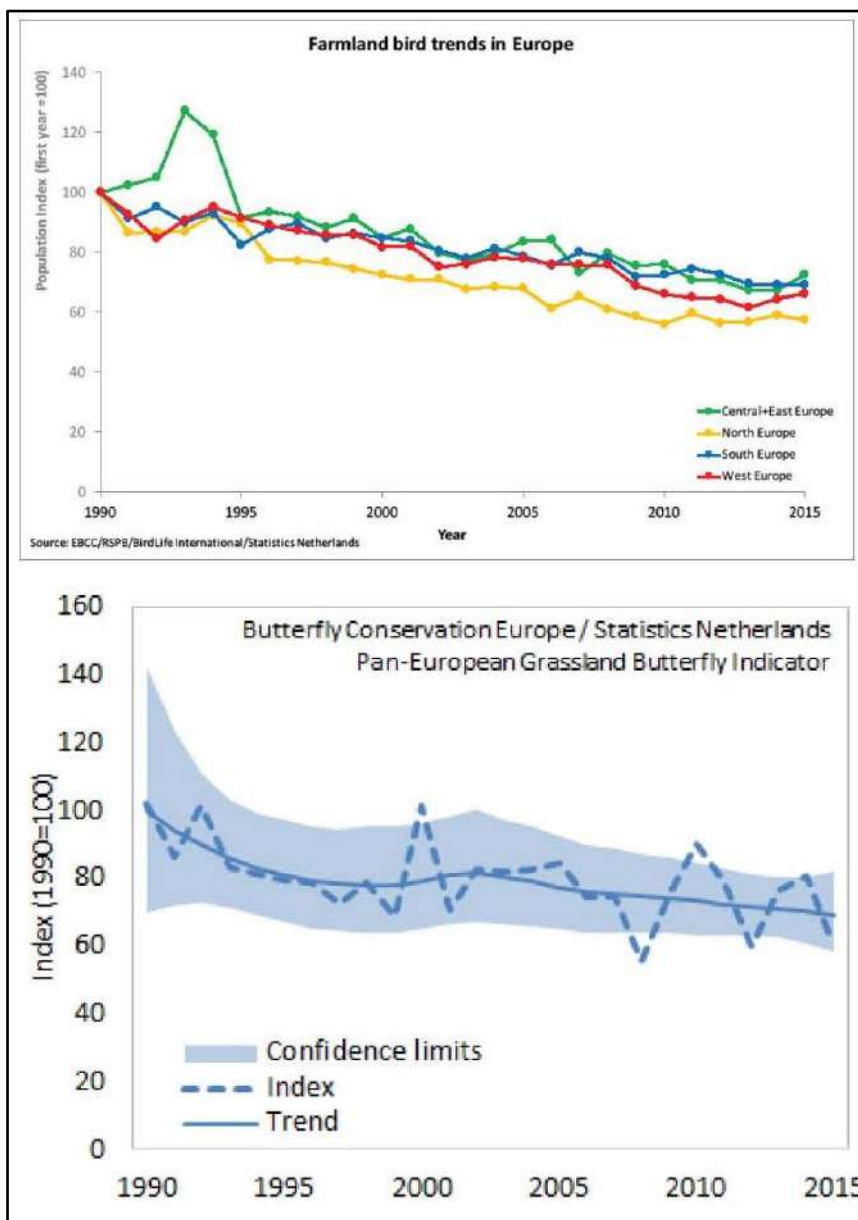 Farmland bird trends in Europe
Population Index (first year =100)
140
120
100
80
60
40
20
0
1990
1995
2000
2005
2010
2015
Year
Central+East Europe
North Europe
South Europe
West Europe
Source: EBCC/RSPB/BirdLife International/Statistics Netherlands
Butterfly Conservation Europe / Statistics Netherlands
Pan-European Grassland Butterfly Indicator
Index (1990=100)
160
140
120
100
80
60
40
20
0
Confidence limits
Index
Trend
1990
1995
2000
2005
2010
2015